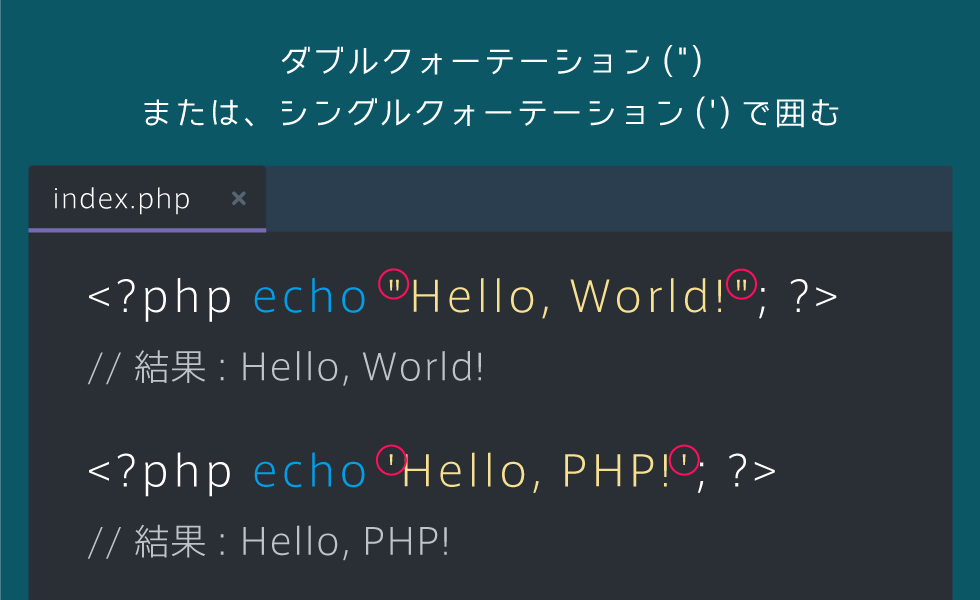 ダブルクォーテーション (")
または、シングルクォーテーション (') で囲む
index.php ×
<?php echo "Hello, World!"; ?>
// 結果 : Hello, World!
<?php echo 'Hello, PHP!'; ?>
// 結果 : Hello, PHP!